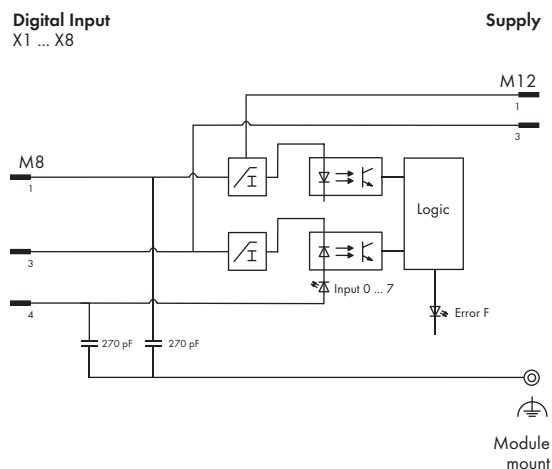 Digital Input
X1 ... X8
Supply
M12
1
3
M8
1
3
4
I
I
Logic
Input 0 ... 7
Error F
270 pF
270 pF
Module
mount